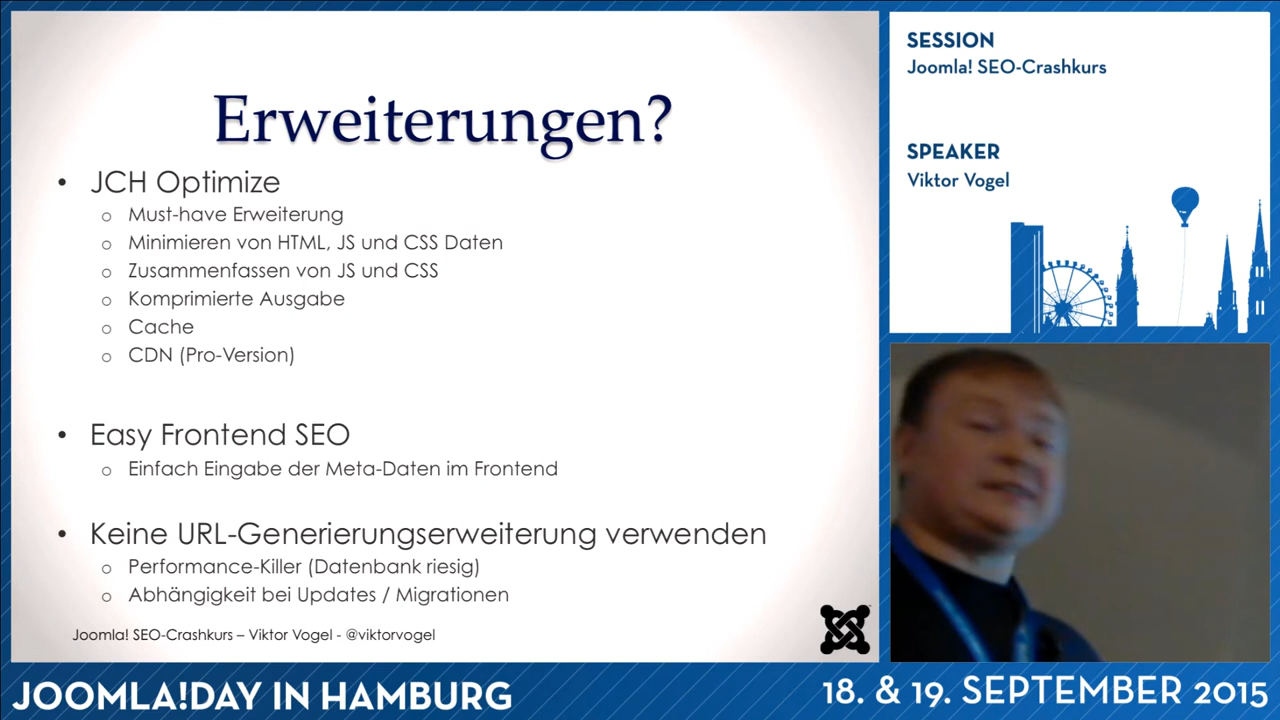 Erweiterungen?
• JCH Optimize
o Must-have Erweiterung
o Minimieren von HTML, JS und CSS Daten
o Zusammenfassen von JS und CSS
o Komprimierte Ausgabe
o Cache
o CDN (Pro-Version)
• Easy Frontend SEO
o Einfach Eingabe der Meta-Daten im Frontend
• Keine URL-Generierungserweiterung verwenden
o Performance-Killer (Datenbank riesig)
o Abhängigkeit bei Updates / Migrationen
Joomla! SEO-Crashkurs – Viktor Vogel - @viktorvogel
SESSION
Joomla! SEO-Crashkurs
SPEAKER
Viktor Vogel
JOOMLA!DAY IN HAMBURG
18. & 19. SEPTEMBER 2015